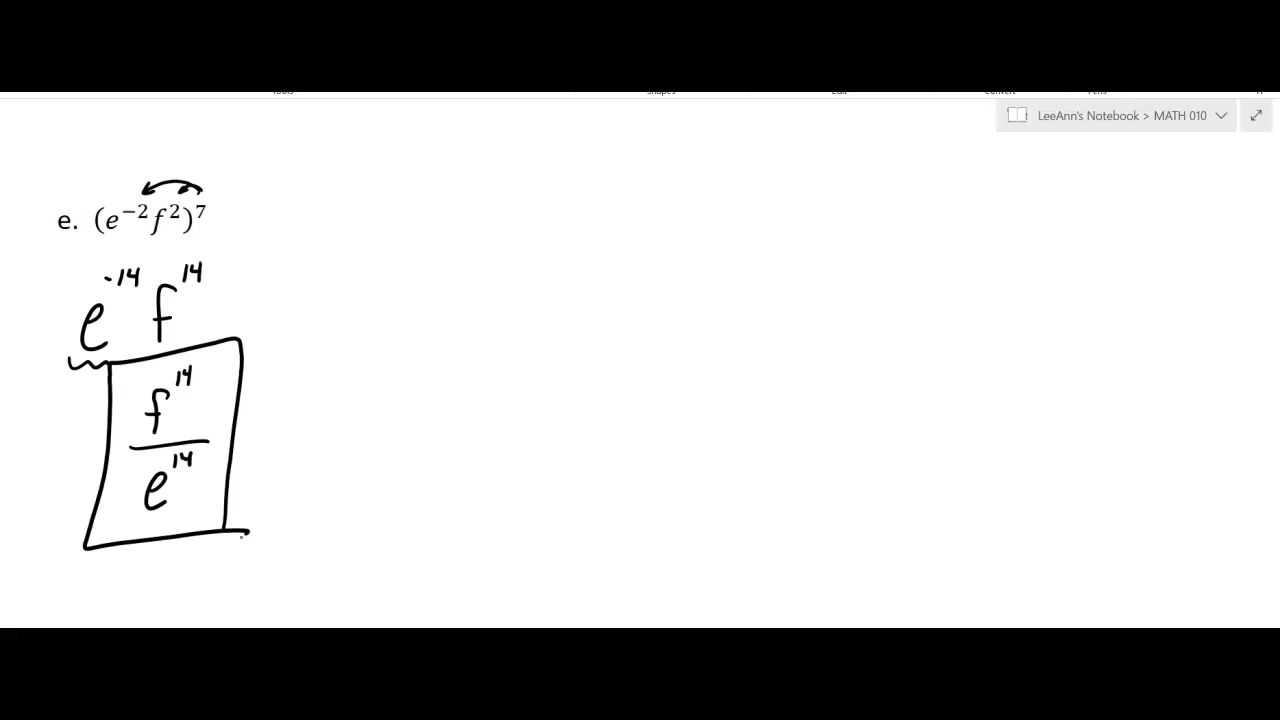 LeeAnn's Notebook > MATH 010
e. (e⁻²f²)⁷
e⁻¹⁴ f¹⁴
f¹⁴
e¹⁴